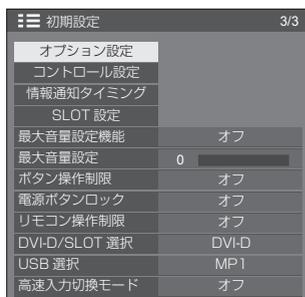 初期設定 3/3
オプション設定
コントロール設定
情報通知タイミング
SLOT 設定
最大音量設定機能 オフ
最大音量設定 0
ボタン操作制限 オフ
電源ボタンロック オフ
リモコン操作制限 オフ
DVI-D/SLOT 選択 DVI-D
USB 選択 MP1
高速入力切換モード オフ